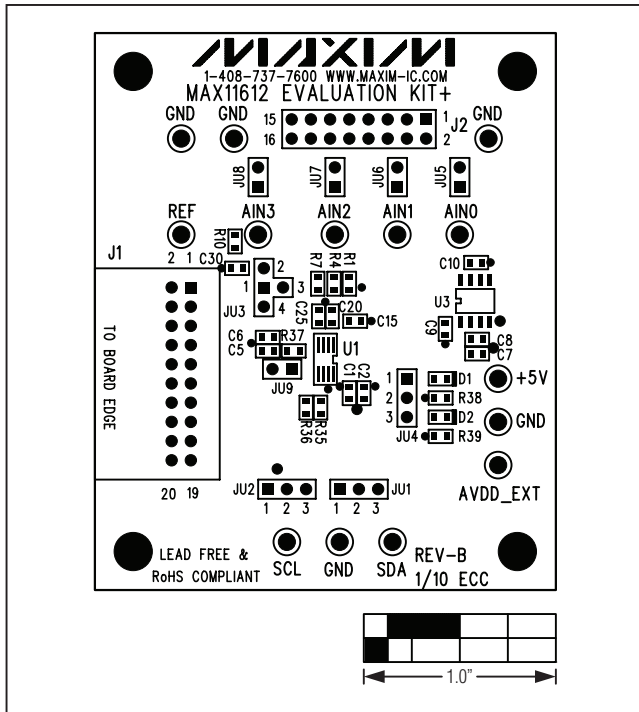 MAXIM
1-408-737-7600 WWW.MAXIM-IC.COM
MAX11612 EVALUATION KIT+
GND
GND
15
1
J2
GND
16
2
JU8
JU7
JU6
JU5
REF
AIN3
AIN2
AIN1
AIN0
J1
2 1
R10
C30
2
1
3
JU3
4
R7
R4
R1
C10
U3
C25
C20
C15
C9
C6
C5
R37
U1
C8
C7
JU9
C1
C2
1
2
3
JU4
D1
R38
D2
R39
+5V
GND
AVDD_EXT
TO BOARD EDGE
R36
R35
20 19
JU2
1 2 3
JU1
1 2 3
LEAD FREE &
RoHS COMPLIANT
SCL
GND
SDA
REV-B
1/10 ECC
1.0"